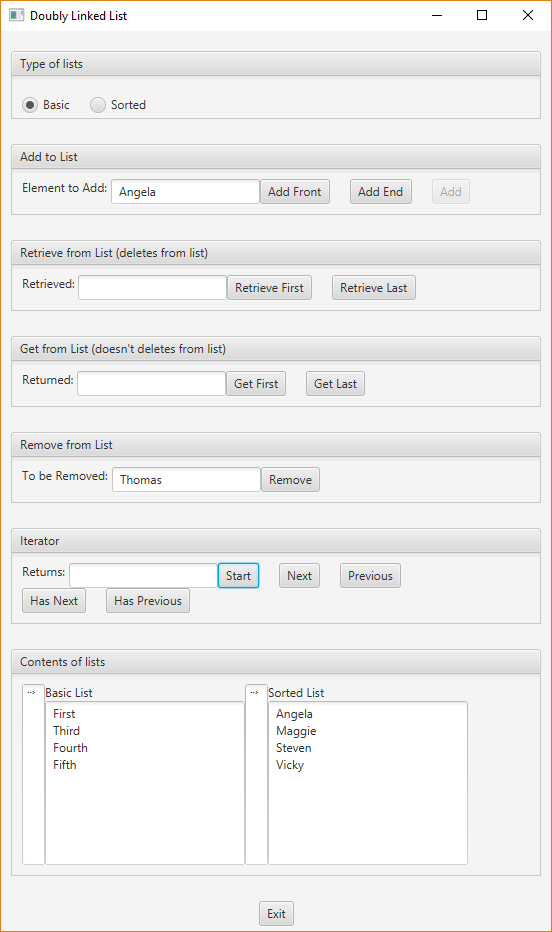 Doubly Linked List
Type of lists
Basic Sorted
Add to List
Element to Add: Angela Add Front Add End Add
Retrieve from List (deletes from list)
Retrieved: Retrieve First Retrieve Last
Get from List (doesn't deletes from list)
Returned: Get First Get Last
Remove from List
To be Removed: Thomas Remove
Iterator
Returns: Start Next Previous
Has Next Has Previous
Contents of lists
--> Basic List --> Sorted List
First Angela
Third Maggie
Fourth Steven
Fifth Vicky
Exit